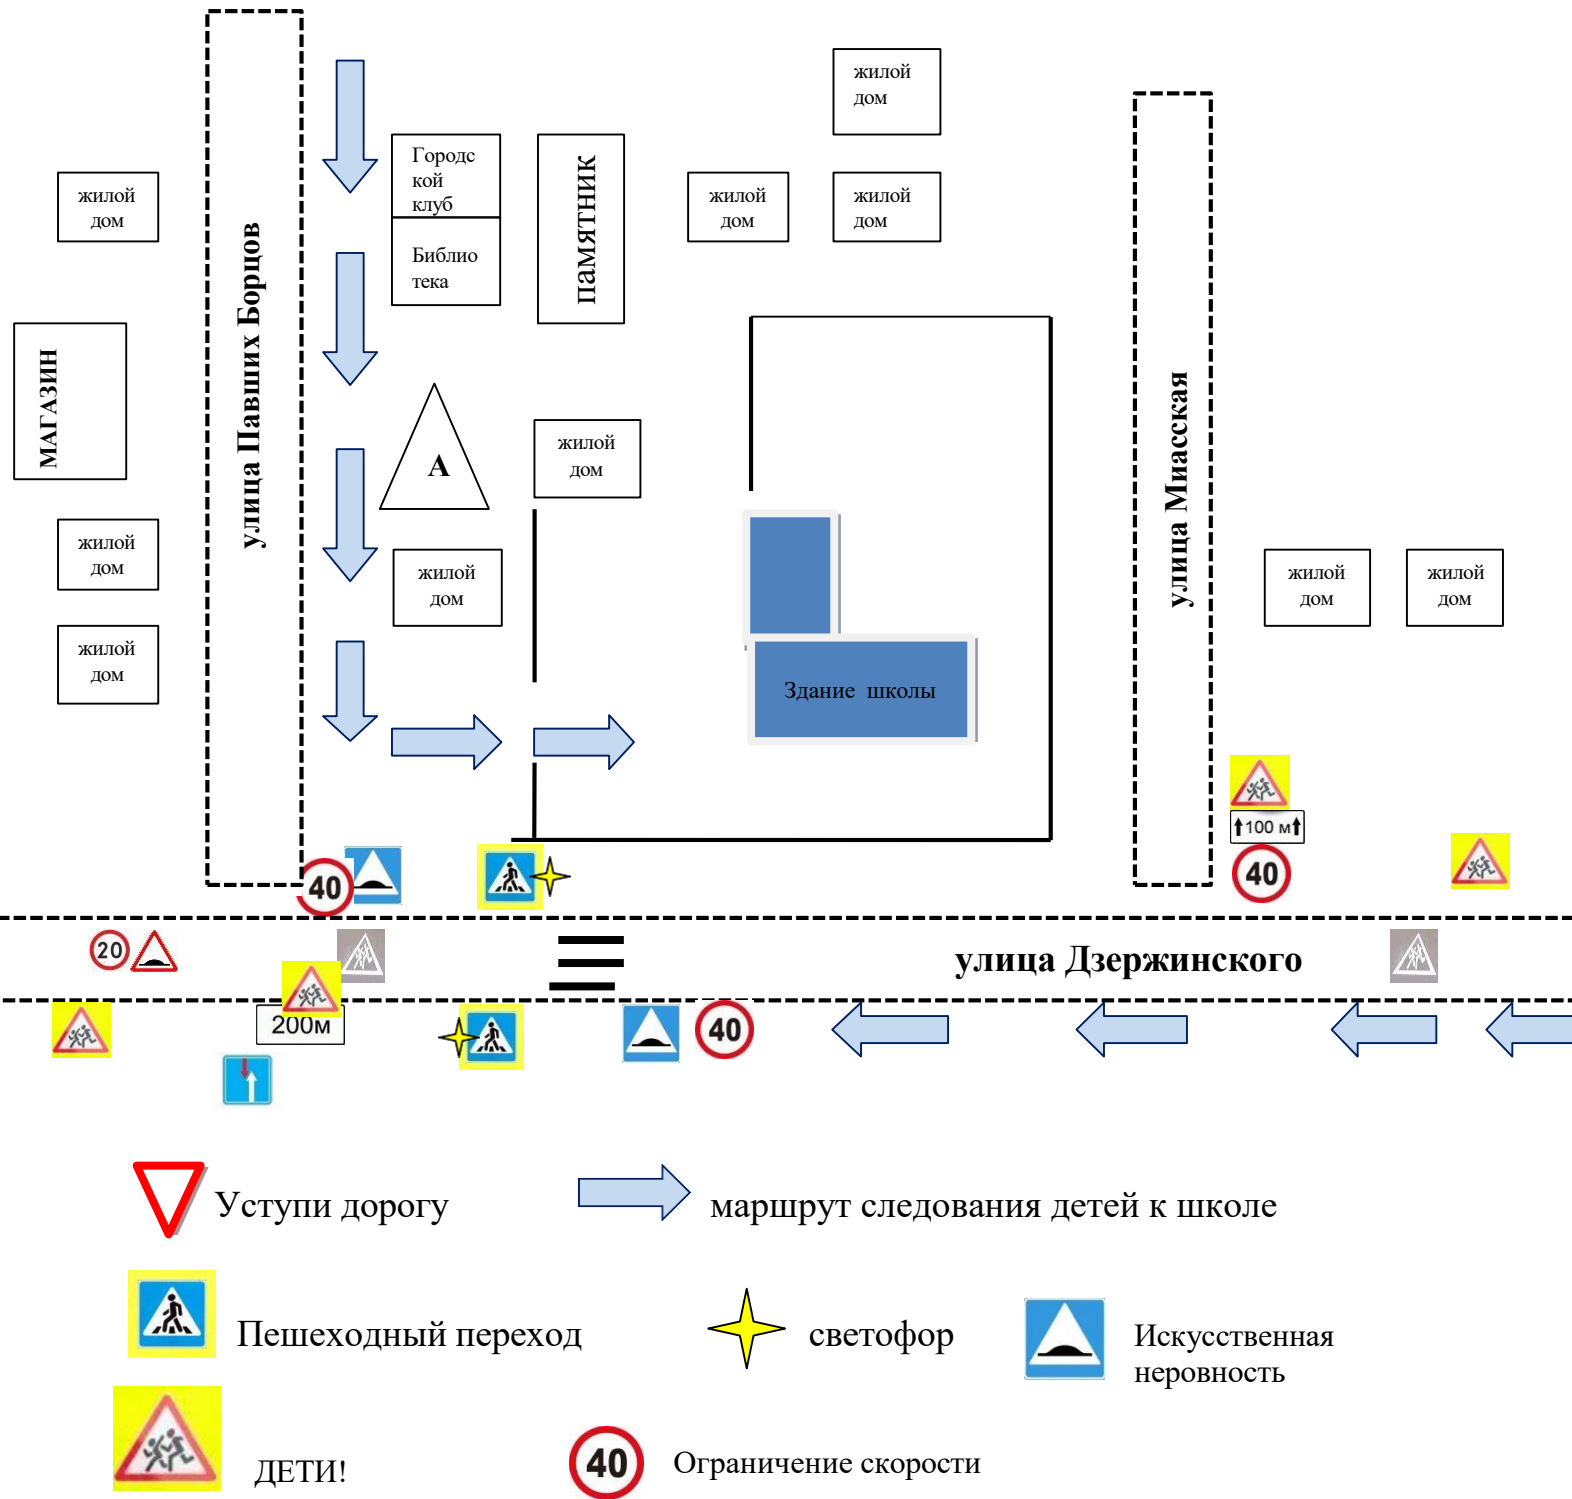 жилой
дом
Городс
кой
клуб
Библио
тека
ПАМЯТНИК
жилой
дом
жилой
дом
жилой
дом
улица Павших Борцов
МАГАЗИН
А
жилой
дом
улица Миасская
жилой
дом
жилой
дом
жилой
дом
жилой
дом
жилой
дом
Здание школы
100 м
40
40
20
улица Дзержинского
200м
40
Уступи дорогу
маршрут следования детей к школе
Пешеходный переход
светофор
Искусственная
неровность
ДЕТИ!
40
Ограничение скорости